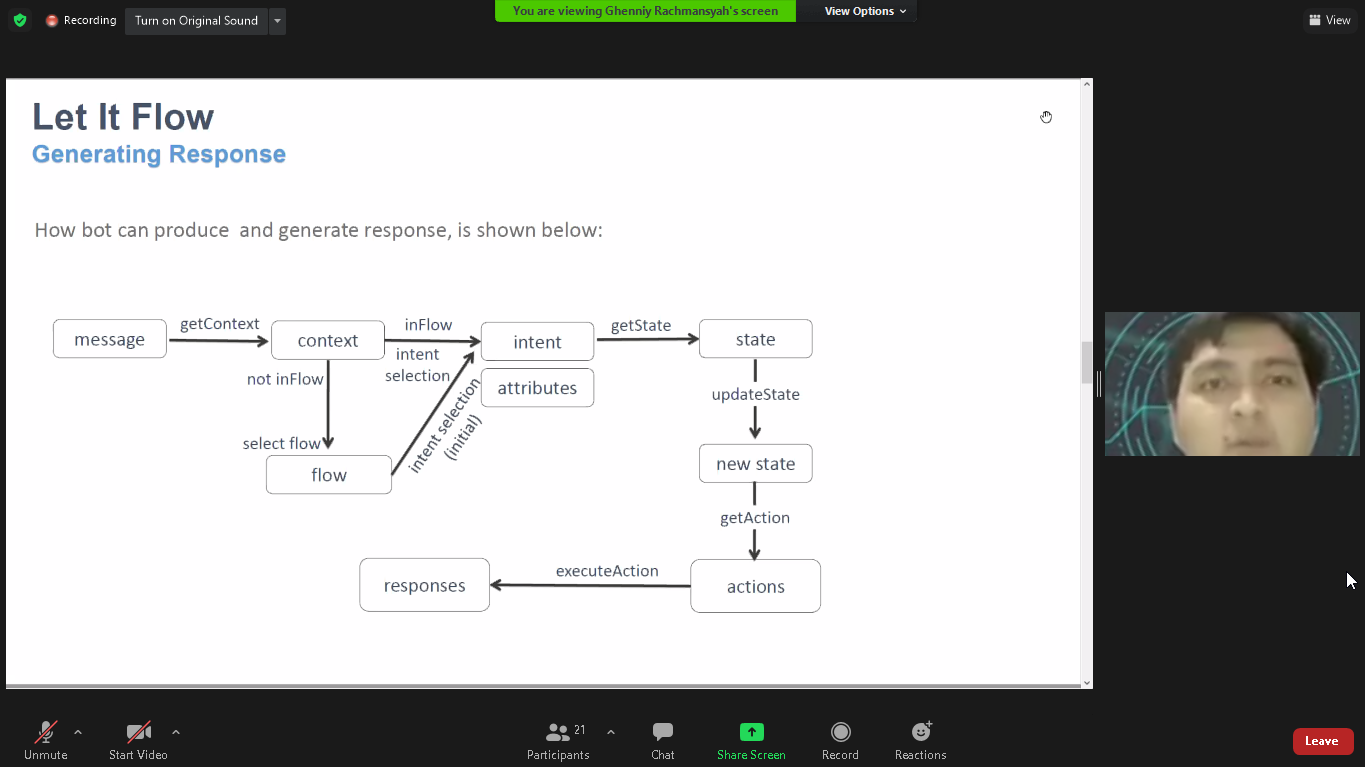 Recording
Turn on Original Sound
You are viewing Ghenniy Rachmansyah's screen
View Options
View
Let It Flow
Generating Response
How bot can produce  and generate response, is shown below:
message
getContext
context
inFlow
intent
selection
intent
attributes
getState
state
not inFlow
select flow
flow
intent selection
(initial)
updateState
new state
getAction
actions
executeAction
responses
Unmute
Start Video
21
Participants
Chat
Share Screen
Record
Reactions
Leave